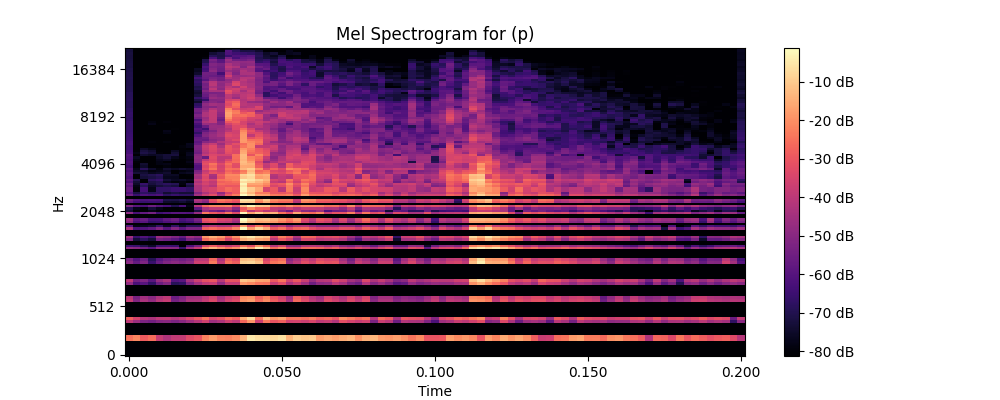 Mel Spectrogram for (p)
Hz
16384
8192
4096
2048
1024
512
0
0.000 0.050 0.100 0.150 0.200
Time
-10 dB
-20 dB
-30 dB
-40 dB
-50 dB
-60 dB
-70 dB
-80 dB